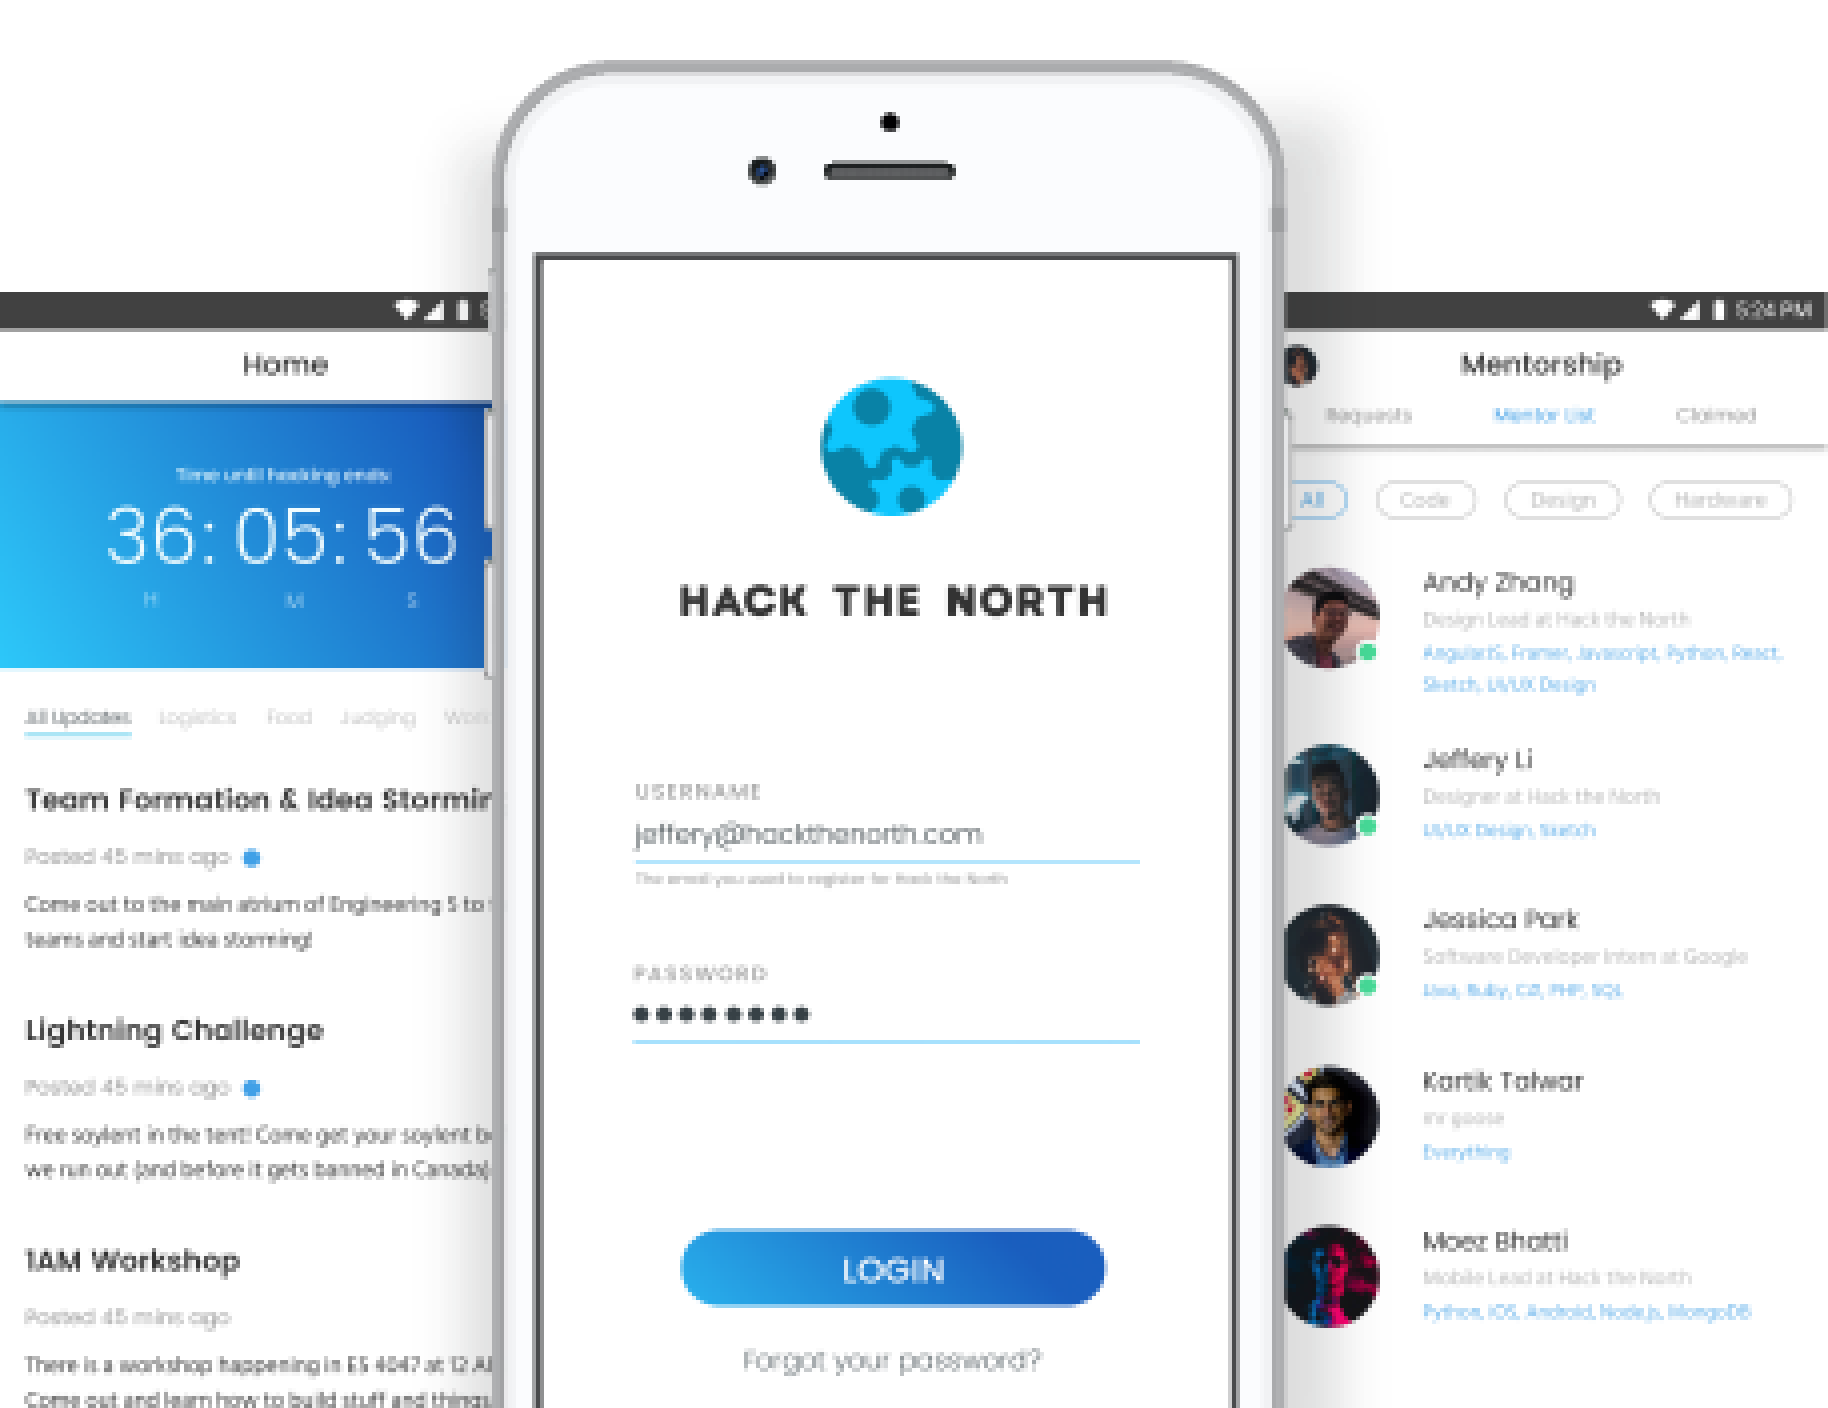 Home
Time until hacking ends:
36: 05: 56
H M S
All Updates Logistics Food Judging
Team Formation & Idea
Posted 45 mins ago
Come out to the main atrium of Engineering 5 to
teams and start idea storming!
Lightning Challenge
Posted 45 mins ago
Free soylent in the tent! Come get your soylent
we run out (and before it gets banned in Canada)
1AM Workshop
Posted 45 mins ago
There is a workshop happening in E5 4047 at 12
Come out and learn how to build stuff and things
HACK THE NORTH
USERNAME
jeffery@hackthenorth.com
The email you used to register for Hack the North
PASSWORD
LOGIN
Forgot your password?
5:24 PM
Mentorship
Requests Mentor List Claimed
All Code Design Hardware
Andy Zhang
Design Lead at Hack the North
AngularJS, Framer, Javascript, Python, React,
Sketch, UI/UX Design
Jeffery Li
Designer at Hack the North
UI/UX Design, Sketch
Jessica Park
Software Developer Intern at Google
Java, Ruby, PHP, SQL
Kartik Talwar
mr goose
Everything
Moez Bhatti
Mobile Lead at Hack the North
Python, iOS, Android, Node.js, MongoDB